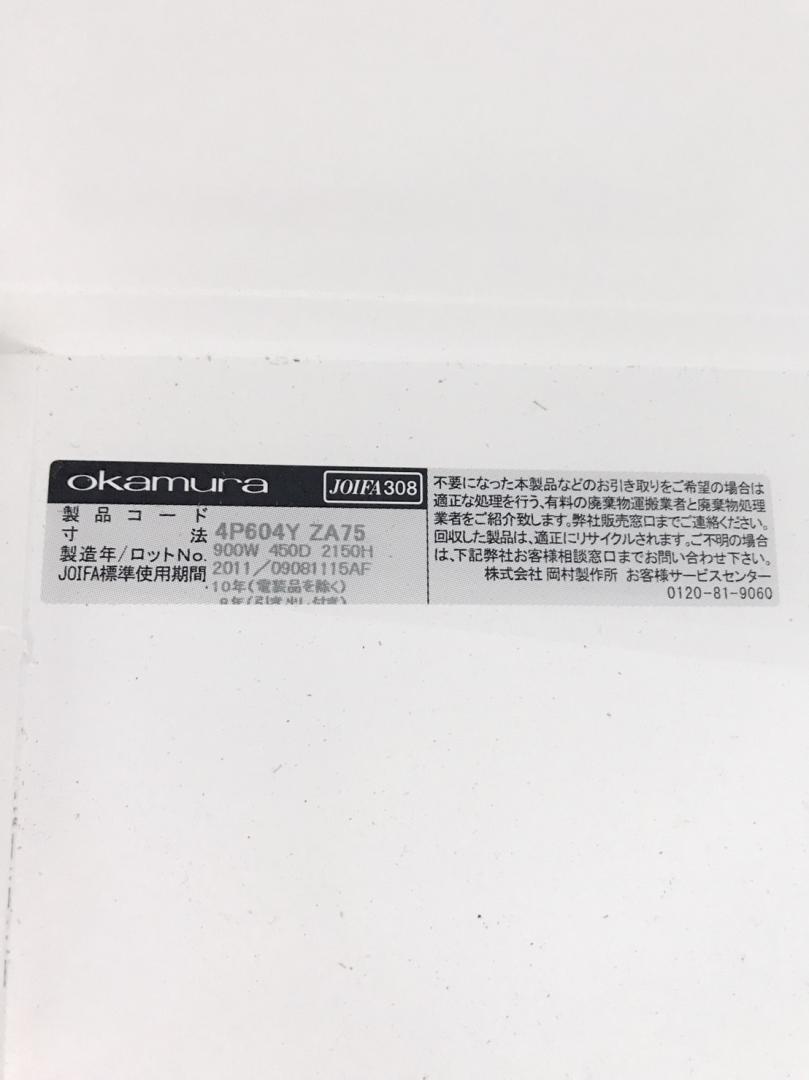 okamura JOIFA308
製品コード 4P604Y ZA75
寸法 900W 450D 2150H
製造年/ロットNo. 2011/09081115AF
JOIFA標準使用期間 10年(電装品を除く)
8年(引き出し付き)
不要になった本製品などのお引き取りをご希望の場合は
適正な処理を行う、有料の廃棄物運搬業者と廃棄物処理
業者をご紹介致します。弊社販売窓口までご連絡ください。
回収した製品は、適正にリサイクルされます。ご不明の場合
は、下記弊社お客様相談窓口までお問い合わせ下さい。
株式会社 岡村製作所 お客様サービスセンター
0120-81-9060